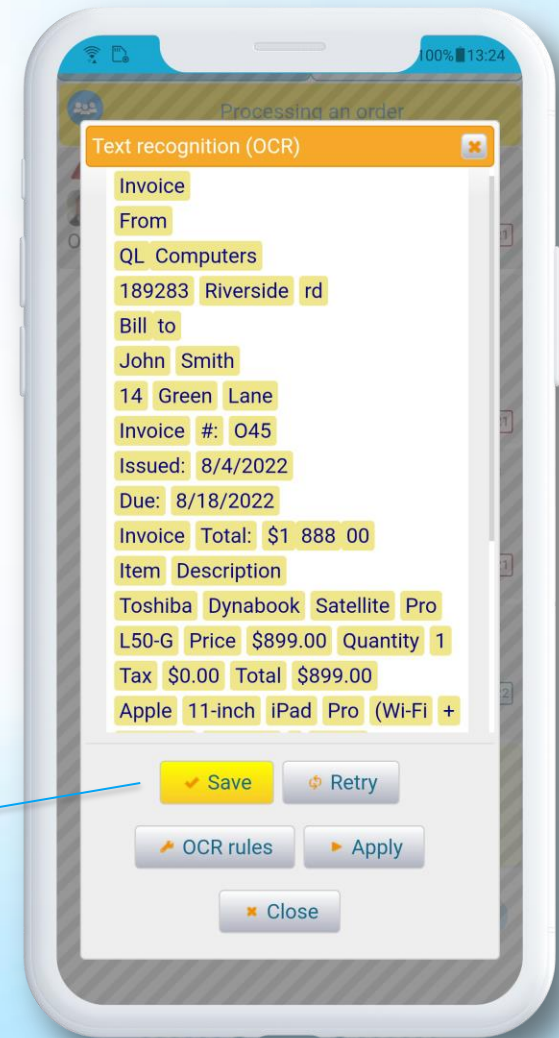 100% 13:24
Processing an order
Text recognition (OCR)
Invoice
From
QL Computers
189283 Riverside rd
Bill to
John Smith
14 Green Lane
Invoice #: O45
Issued: 8/4/2022
Due: 8/18/2022
Invoice Total: $1 888 00
Item Description
Toshiba Dynabook Satellite Pro
L50-G Price $899.00 Quantity 1
Tax $0.00 Total $899.00
Apple 11-inch iPad Pro (Wi-Fi +
Save Retry
OCR rules Apply
Close